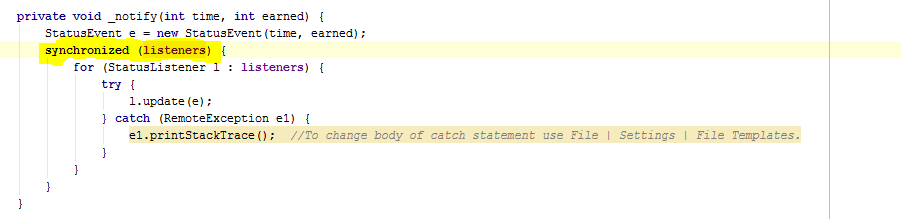 private void _notify(int time, int earned) {
StatusEvent e = new StatusEvent(time, earned);
synchronized (listeners) {
for (StatusListener l : listeners) {
try {
l.update(e);
} catch (RemoteException e1) {
e1.printStackTrace();  //To change body of catch statement use File | Settings | File Templates.
}
}
}
}